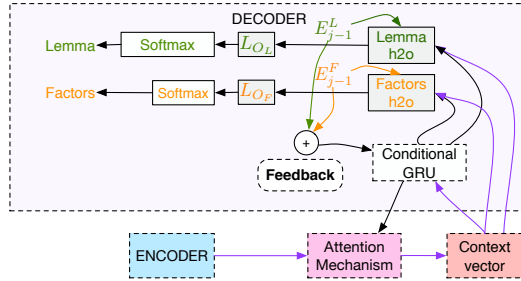 DECODER
Lemma
Softmax
L_{O_L}
E^L_{j-1}
Lemma
h2o
Factors
Softmax
L_{O_F}
E^F_{j-1}
Factors
h2o
+
Feedback
Conditional
GRU
ENCODER
Attention
Mechanism
Context
vector